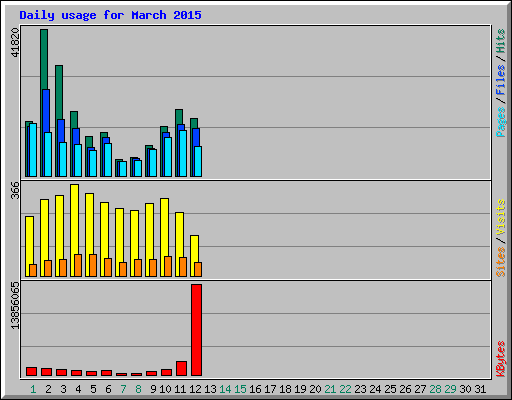 Daily usage for March 2015
41820
Pages/Files/Hits
366
Sites/Visits
13856065
KBytes
1 2 3 4 5 6 7 8 9 10 11 12 13 14 15 16 17 18 19 20 21 22 23 24 25 26 27 28 29 30 31